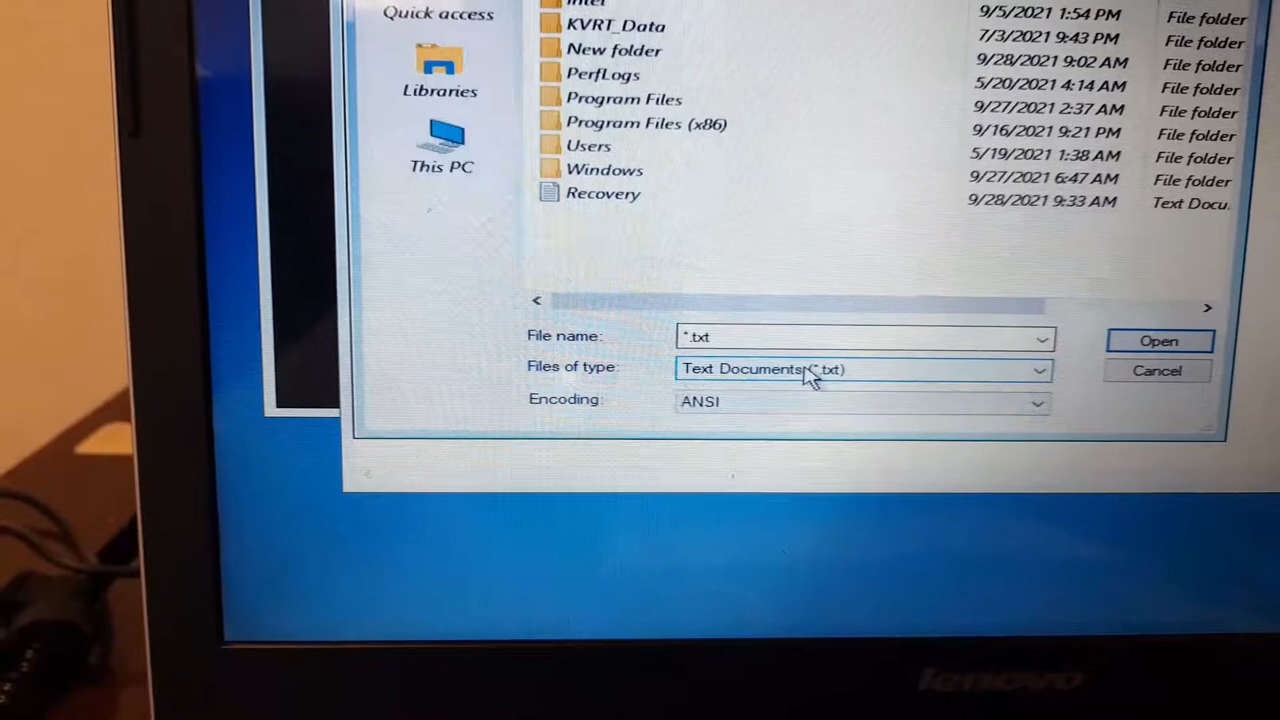 Quick access
Libraries
This PC
Intel 9/5/2021 1:54 PM File folder
KVRT_Data 7/3/2021 9:43 PM File folder
New folder 9/28/2021 9:02 AM File folder
PerfLogs 5/20/2021 4:14 AM File folder
Program Files 9/27/2021 2:37 AM File folder
Program Files (x86) 9/16/2021 9:21 PM File folder
Users 5/19/2021 1:38 AM File folder
Windows 9/27/2021 6:47 AM File folder
Recovery 9/28/2021 9:33 AM Text Docu.
File name: *.txt Open
Files of type: Text Documents (*.txt) Cancel
Encoding: ANSI
lenovo